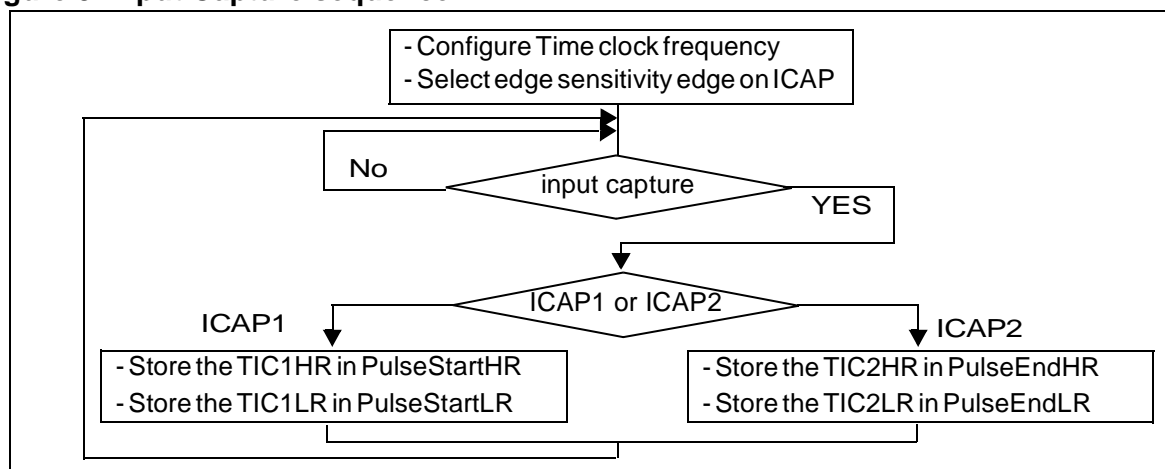 - Configure Time clock frequency
- Select edge sensitivity edge on ICAP
No
input capture
YES
ICAP1 or ICAP2
ICAP1
ICAP2
- Store the TIC1HR in PulseStartHR
- Store the TIC1LR in PulseStartLR
- Store the TIC2HR in PulseEndHR
- Store the TIC2LR in PulseEndLR